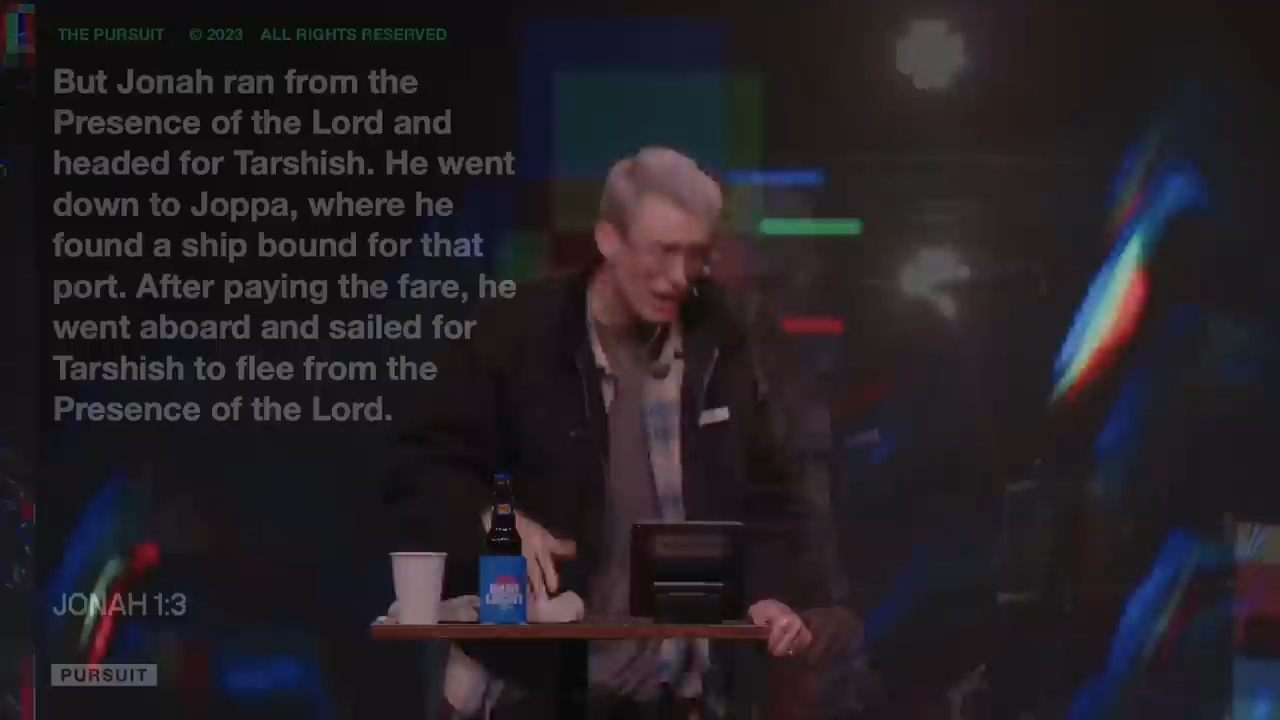 THE PURSUIT © 2023 ALL RIGHTS RESERVED
But Jonah ran from the
Presence of the Lord and
headed for Tarshish. He went
down to Joppa, where he
found a ship bound for that
port. After paying the fare, he
went aboard and sailed for
Tarshish to flee from the
Presence of the Lord.
JONAH 1:3
PURSUIT